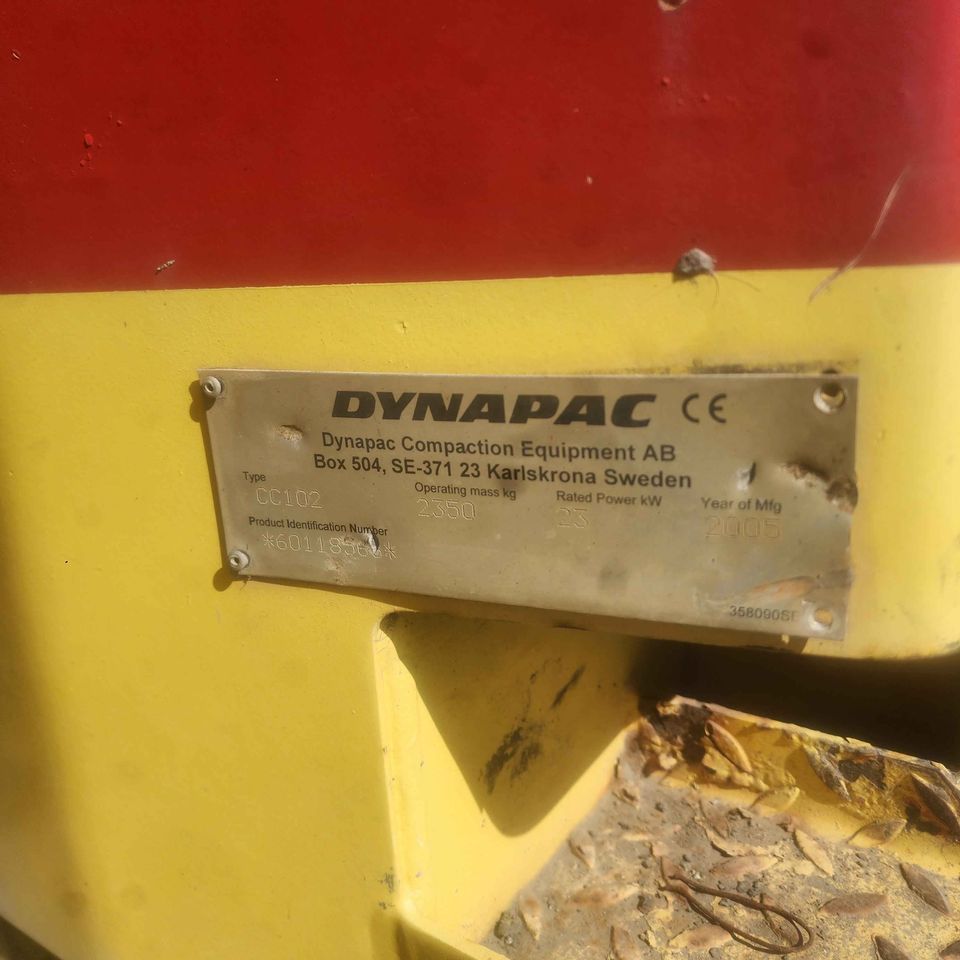 DYNAPAC CE
Dynapac Compaction Equipment AB
Box 504, SE-371 23 Karlskrona Sweden
Type Operating mass kg Rated Power kW Year of Mfg
CC102 2350 23 2005
Product Identification Number
358090SE